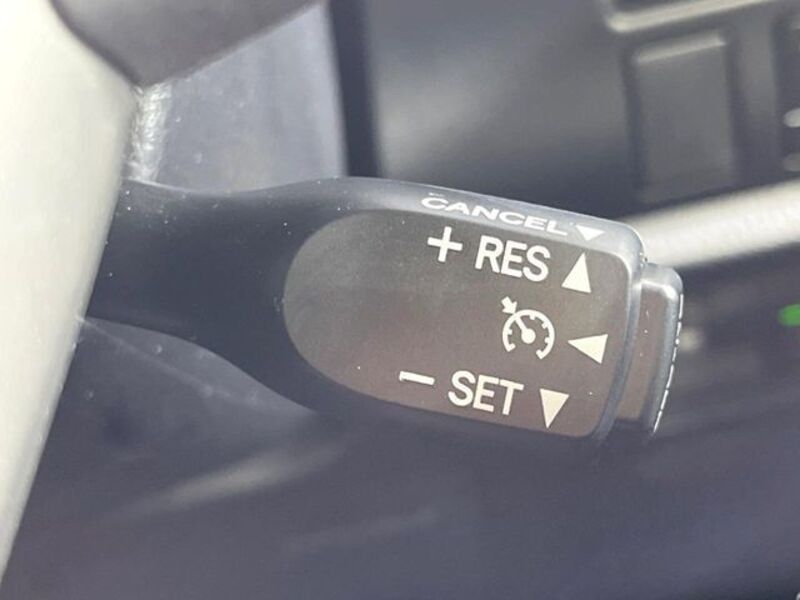 CANCEL
+ RES
- SET